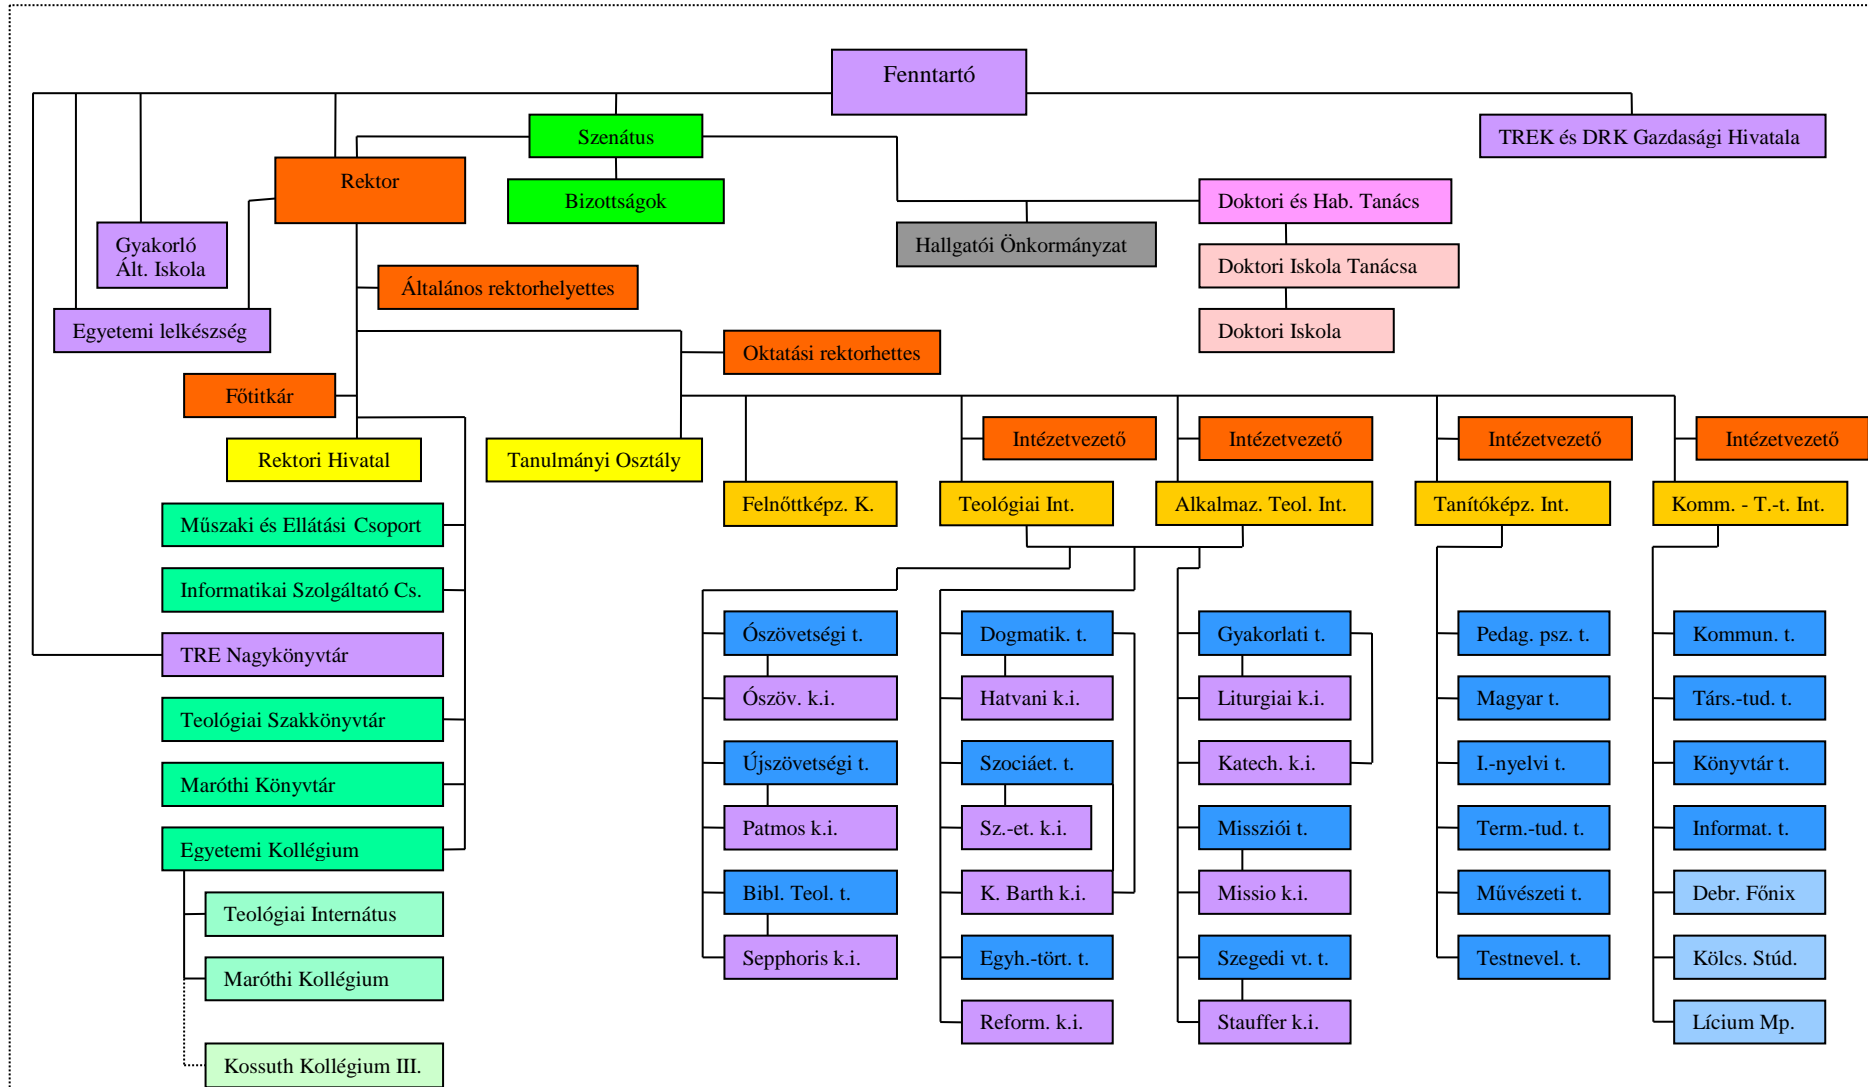 Fenntartó
Szenátus
TREK és DRK Gazdasági Hivatala
Rektor
Bizottságok
Doktori és Hab. Tanács
Gyakorló
Ált. Iskola
Hallgatói Önkormányzat
Doktori Iskola Tanácsa
Általános rektorhelyettes
Egyetemi lelkészség
Doktori Iskola
Oktatási rektorhettes
Főtitkár
Rektori Hivatal
Tanulmányi Osztály
Intézetvezető
Intézetvezető
Intézetvezető
Intézetvezető
Felnőttképz. K.
Teológiai Int.
Alkalmaz. Teol. Int.
Tanítóképz. Int.
Komm. - T.-t. Int.
Műszaki és Ellátási Csoport
Informatikai Szolgáltató Cs.
TRE Nagykönyvtár
Teológiai Szakkönyvtár
Maróthi Könyvtár
Egyetemi Kollégium
Teológiai Internátus
Maróthi Kollégium
Kossuth Kollégium III.
Ószövetségi t.
Ószöv. k.i.
Újszövetségi t.
Patmos k.i.
Bibl. Teol. t.
Sepphoris k.i.
Dogmatik. t.
Hatvani k.i.
Szociáet. t.
Sz.-et. k.i.
K. Barth k.i.
Egyh.-tört. t.
Reform. k.i.
Gyakorlati t.
Liturgiai k.i.
Katech. k.i.
Missziói t.
Missio k.i.
Szegedi vt. t.
Stauffer k.i.
Pedag. psz. t.
Magyar t.
I.-nyelvi t.
Term.-tud. t.
Művészeti t.
Testnevel. t.
Kommun. t.
Társ.-tud. t.
Könyvtár t.
Informat. t.
Debr. Főnix
Kölcs. Stúd.
Lícium Mp.